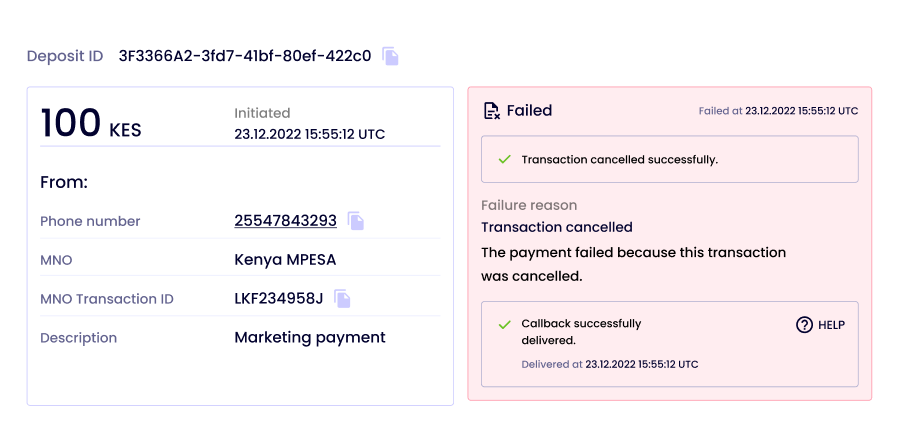 Deposit ID 3F3366A2-3fd7-41bf-80ef-422c0
100 KES
Initiated
23.12.2022 15:55:12 UTC
From:
Phone number 25547843293
MNO Kenya MPESA
MNO Transaction ID LKF234958J
Description Marketing payment
Failed Failed at 23.12.2022 15:55:12 UTC
Transaction cancelled successfully.
Failure reason
Transaction cancelled
The payment failed because this transaction
was cancelled.
Callback successfully
delivered.
HELP
Delivered at 23.12.2022 15:55:12 UTC